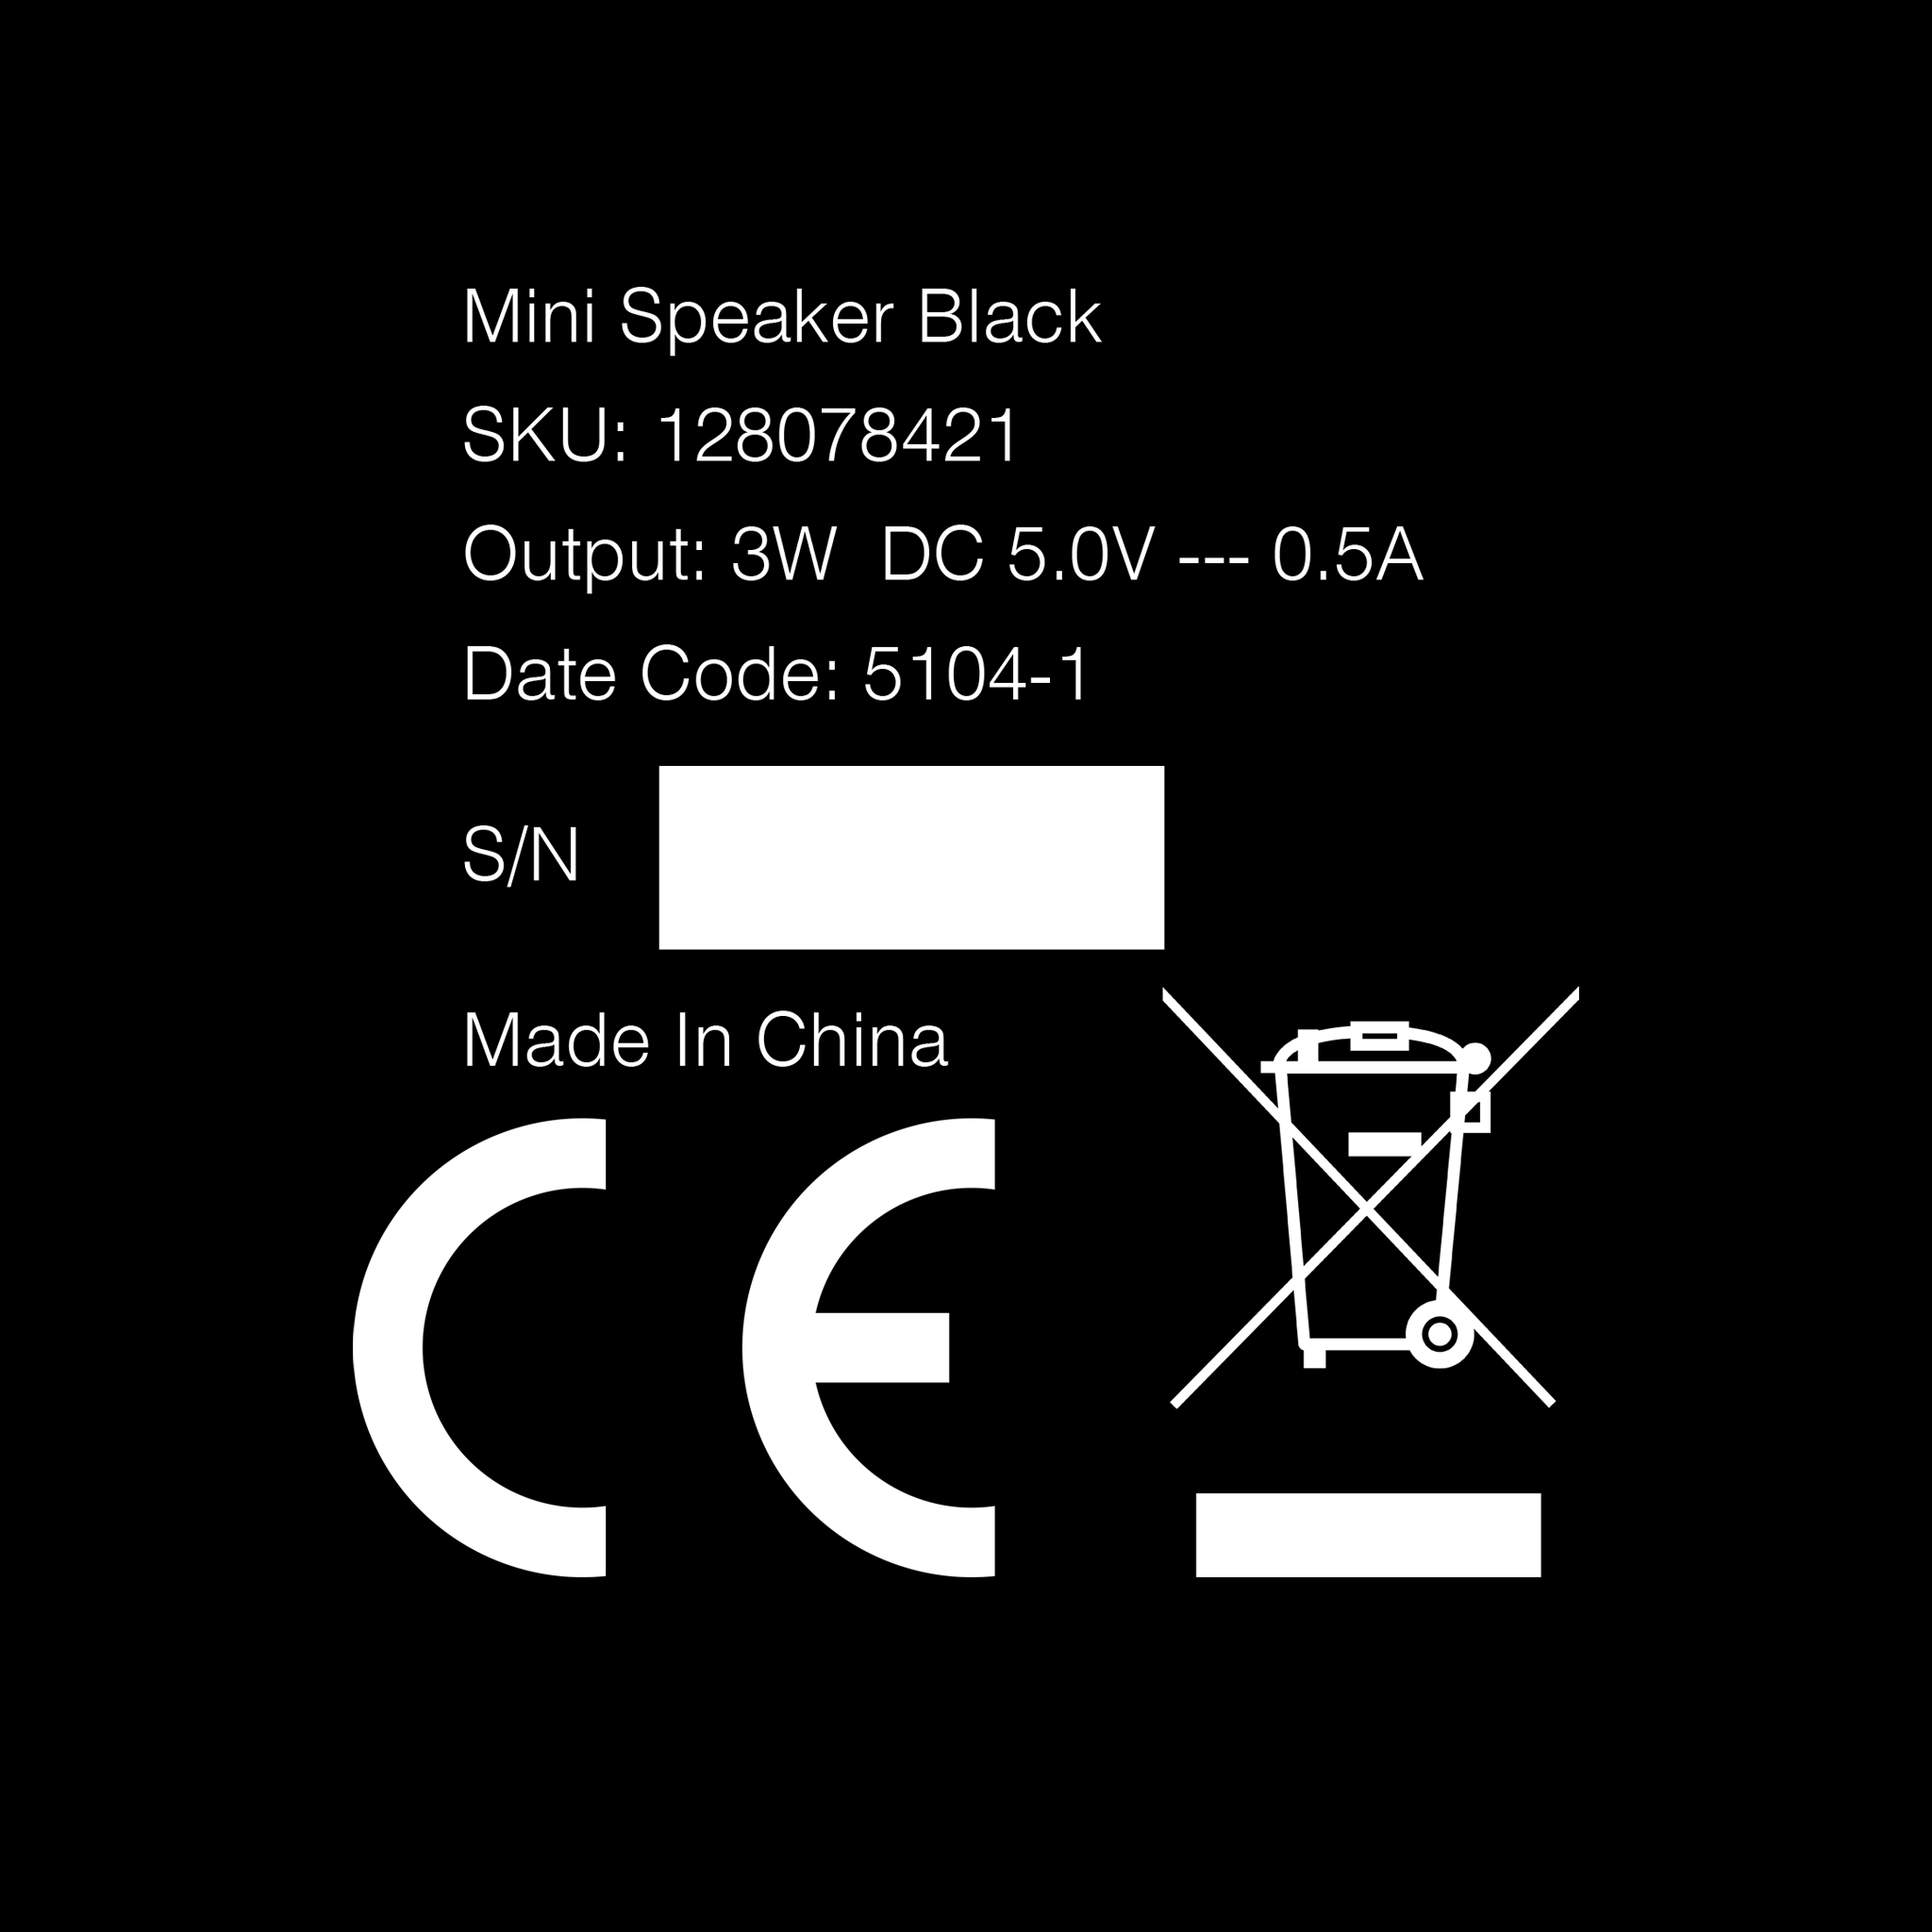 Mini Speaker Black
SKU: 128078421
Output: 3W  DC 5.0V --- 0.5A
Date Code: 5104-1
S/N
Made In China
CE